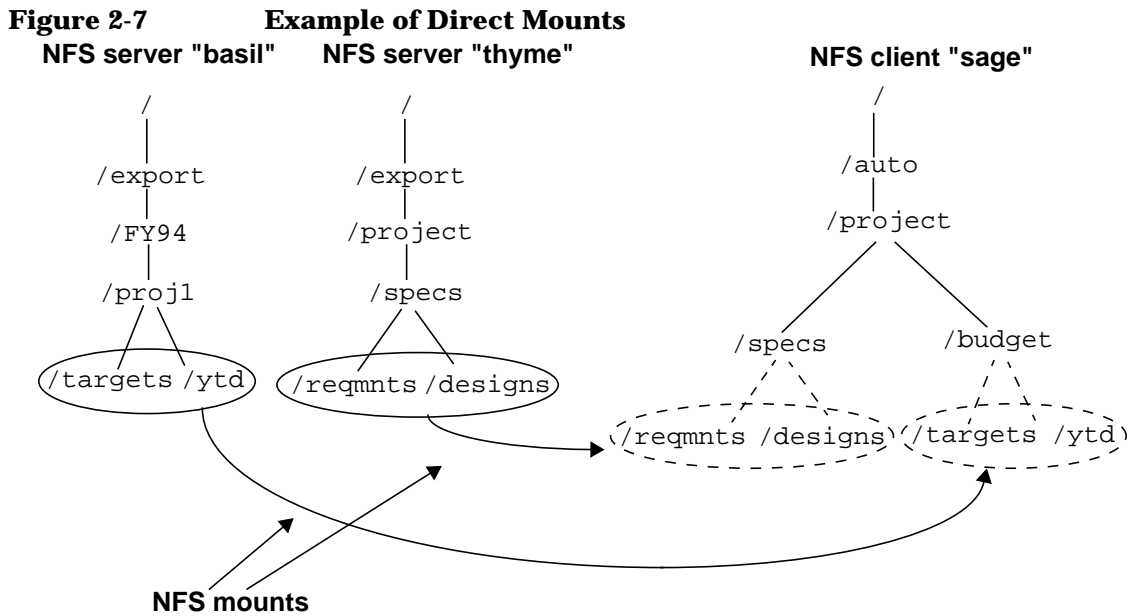 Figure 2-7 Example of Direct Mounts
NFS server "basil" NFS server "thyme" NFS client "sage"
/ / /
/export /export /auto
/FY94 /project /project
/proj1 /specs
/specs /budget
/targets /ytd /reqmnts /designs
/reqmnts /designs /targets /ytd
NFS mounts